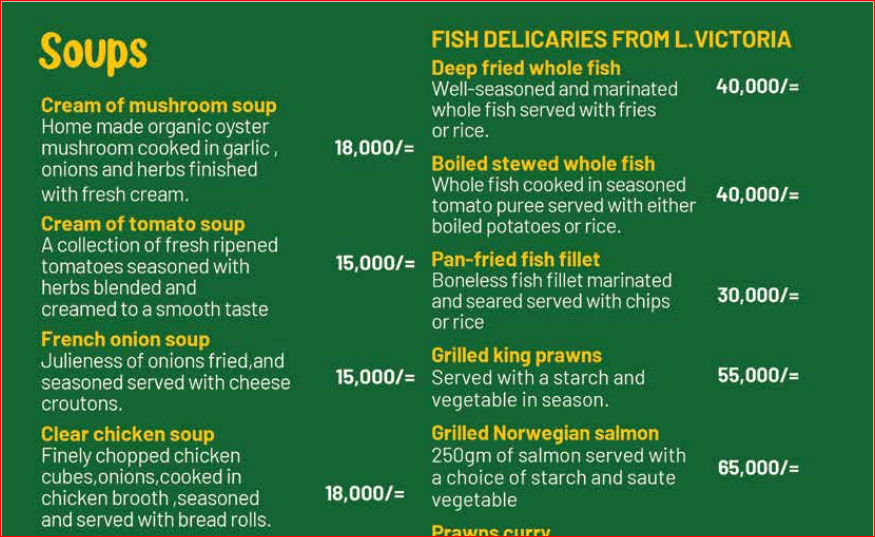 Soups
Cream of mushroom soup
Home made organic oyster
mushroom cooked in garlic ,
onions and herbs finished
with fresh cream.
18,000/=
Cream of tomato soup
A collection of fresh ripened
tomatoes seasoned with
herbs blended and
creamed to a smooth taste
15,000/=
French onion soup
Julieness of onions fried,and
seasoned served with cheese
croutons.
15,000/=
Clear chicken soup
Finely chopped chicken
cubes,onions,cooked in
chicken brooth ,seasoned
and served with bread rolls.
18,000/=
FISH DELICARIES FROM L.VICTORIA
Deep fried whole fish
Well-seasoned and marinated
whole fish served with fries
or rice.
40,000/=
Boiled stewed whole fish
Whole fish cooked in seasoned
tomato puree served with either
boiled potatoes or rice.
40,000/=
Pan-fried fish fillet
Boneless fish fillet marinated
and seared served with chips
or rice
30,000/=
Grilled king prawns
Served with a starch and
vegetable in season.
55,000/=
Grilled Norwegian salmon
250gm of salmon served with
a choice of starch and saute
vegetable
65,000/=
Prawns curry